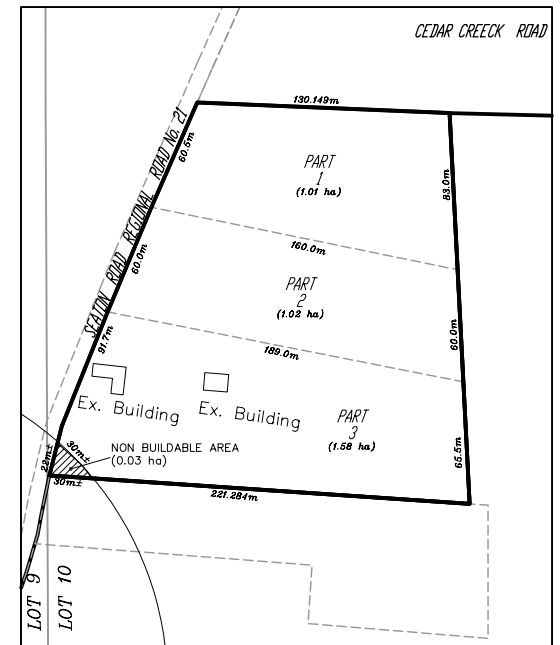 CEDAR CREECK ROAD
130.149m
SEATON ROAD REGIONAL ROAD No. 21
60.5m
PART
1
(1.01 ha)
83.0m
160.0m
60.0m
PART
2
(1.02 ha)
60.0m
189.0m
91.7m
Ex. Building
Ex. Building
PART
3
(1.58 ha)
65.5m
NON BUILDABLE AREA
(0.03 ha)
30m±
22m±
30m±
221.284m
LOT 9
LOT 10